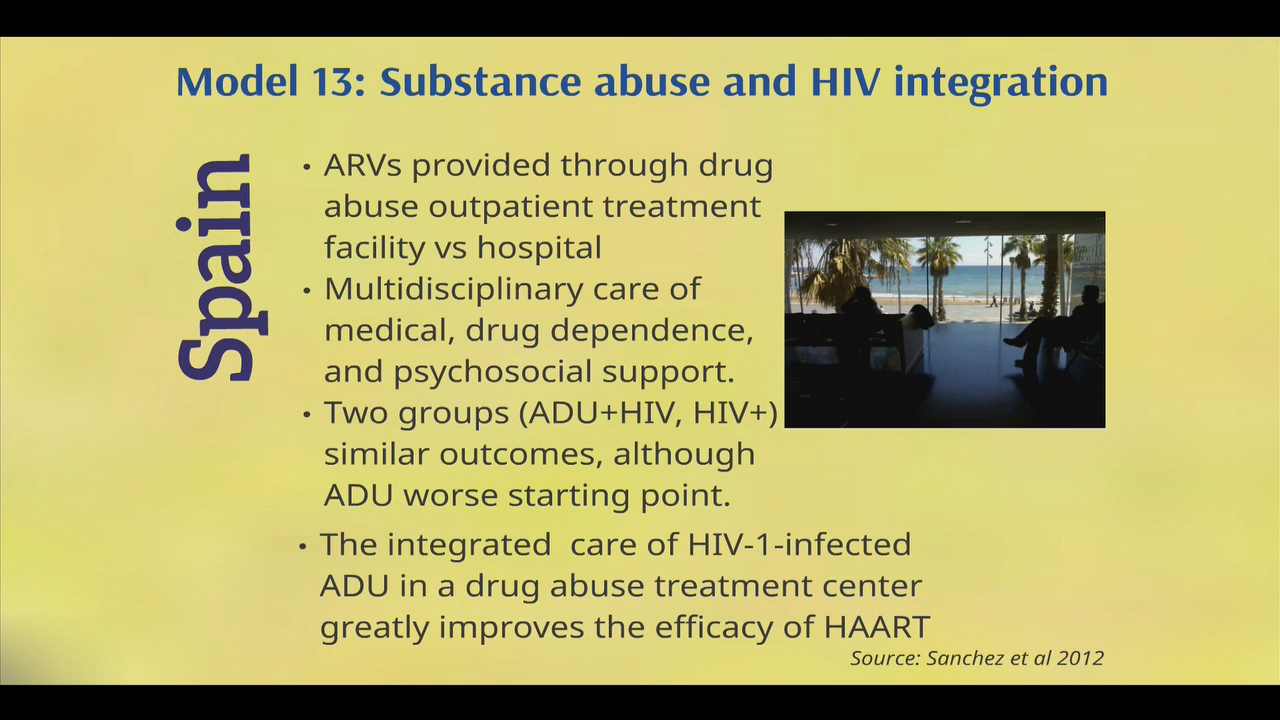 Model 13: Substance abuse and HIV integration
Spain
• ARVs provided through drug
abuse outpatient treatment
facility vs hospital
• Multidisciplinary care of
medical, drug dependence,
and psychosocial support.
• Two groups (ADU+HIV, HIV+)
similar outcomes, although
ADU worse starting point.
• The integrated  care of HIV-1-infected
ADU in a drug abuse treatment center
greatly improves the efficacy of HAART
Source: Sanchez et al 2012